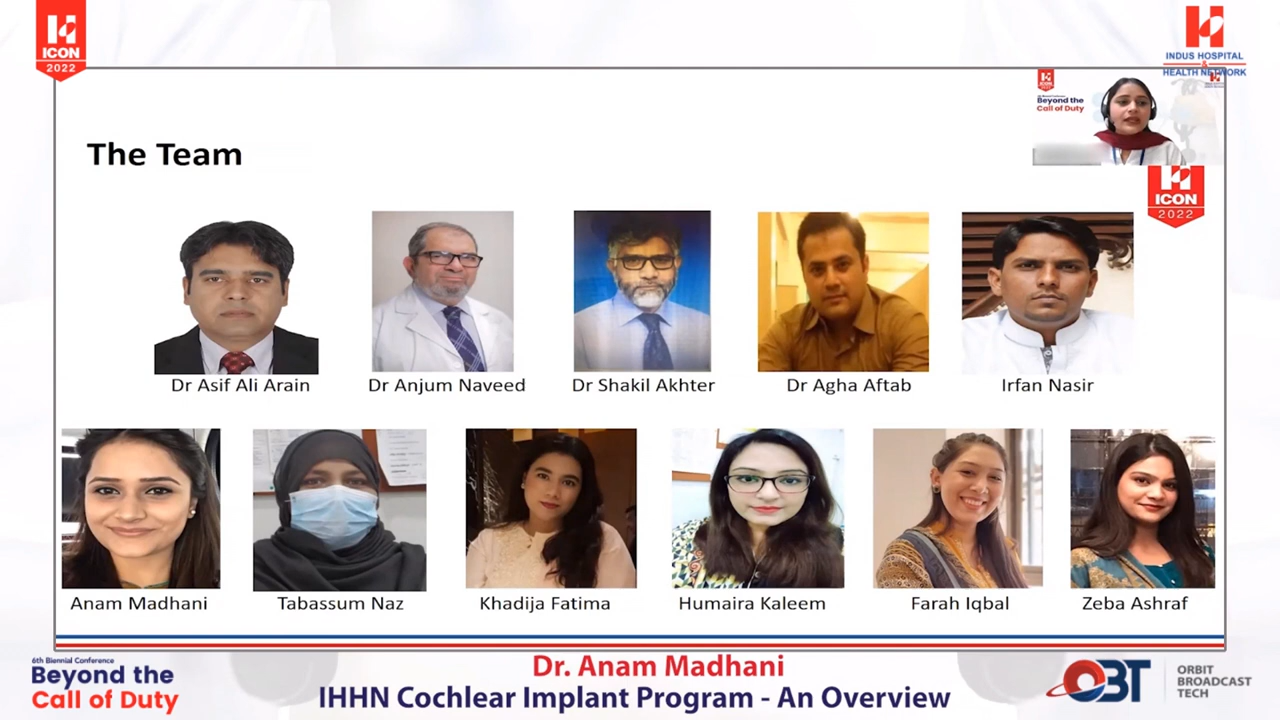 ICON
2022
INDUS HOSPITAL
&
HEALTH NETWORK
Beyond the
Call of Duty
The Team
ICON
2022
Dr Asif Ali Arain
Dr Anjum Naveed
Dr Shakil Akhter
Dr Agha Aftab
Irfan Nasir
Anam Madhani
Tabassum Naz
Khadija Fatima
Humaira Kaleem
Farah Iqbal
Zeba Ashraf
6th Biennial Conference
Beyond the
Call of Duty
Dr. Anam Madhani
IHHN Cochlear Implant Program - An Overview
OBT
ORBIT
BROADCAST
TECH